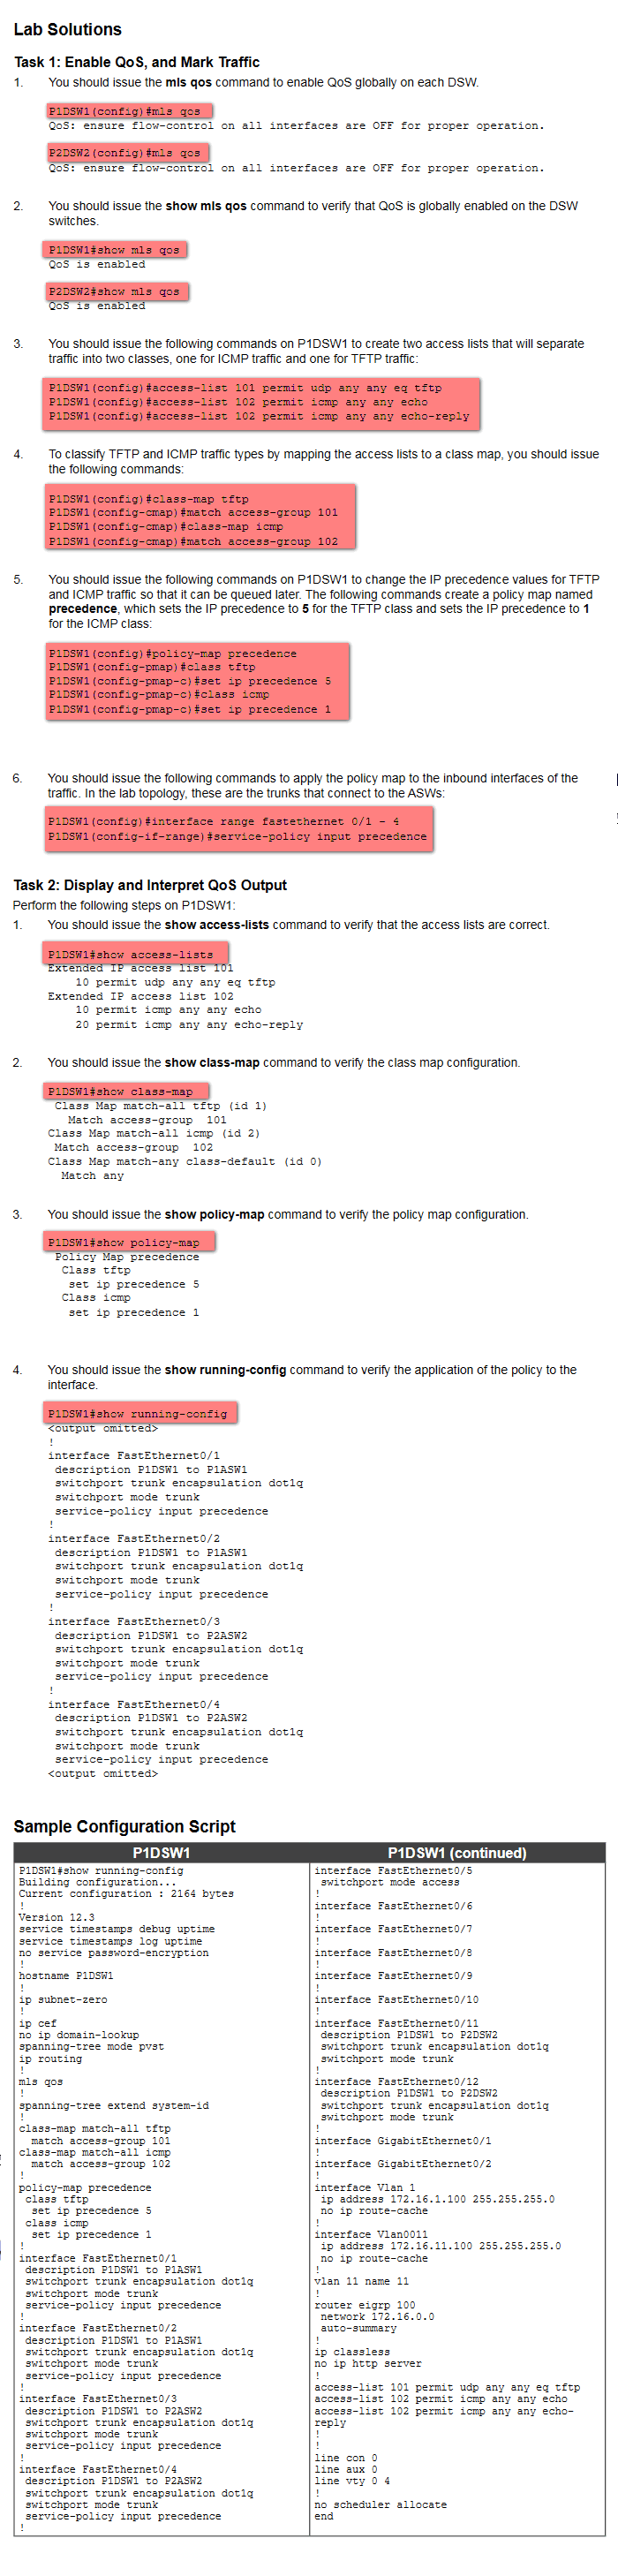 Lab Solutions
Task 1: Enable QoS, and Mark Traffic
1. You should issue the mls qos command to enable QoS globally on each DSW.
P1DSW1(config)#mls qos
QoS: ensure flow-control on all interfaces are OFF for proper operation.
P2DSW2(config)#mls qos
QoS: ensure flow-control on all interfaces are OFF for proper operation.
2. You should issue the show mls qos command to verify that QoS is globally enabled on the DSW
switches.
P1DSW1#show mls qos
QoS is enabled
P2DSW2#show mls qos
QoS is enabled
3. You should issue the following commands on P1DSW1 to create two access lists that will separate
traffic into two classes, one for ICMP traffic and one for TFTP traffic:
P1DSW1(config)#access-list 101 permit udp any any eq tftp
P1DSW1(config)#access-list 102 permit icmp any any echo
P1DSW1(config)#access-list 102 permit icmp any any echo-reply
4. To classify TFTP and ICMP traffic types by mapping the access lists to a class map, you should issue
the following commands:
P1DSW1(config)#class-map tftp
P1DSW1(config-cmap)#match access-group 101
P1DSW1(config-cmap)#class-map icmp
P1DSW1(config-cmap)#match access-group 102
5. You should issue the following commands on P1DSW1 to change the IP precedence values for TFTP
and ICMP traffic so that it can be queued later. The following commands create a policy map named
precedence, which sets the IP precedence to 5 for the TFTP class and sets the IP precedence to 1
for the ICMP class:
P1DSW1(config)#policy-map precedence
P1DSW1(config-pmap)#class tftp
P1DSW1(config-pmap-c)#set ip precedence 5
P1DSW1(config-pmap-c)#class icmp
P1DSW1(config-pmap-c)#set ip precedence 1
6. You should issue the following commands to apply the policy map to the inbound interfaces of the
traffic. In the lab topology, these are the trunks that connect to the ASWs:
P1DSW1(config)#interface range fastethernet 0/1 - 4
P1DSW1(config-if-range)#service-policy input precedence
Task 2: Display and Interpret QoS Output
Perform the following steps on P1DSW1:
1. You should issue the show access-lists command to verify that the access lists are correct.
P1DSW1#show access-lists
Extended IP access list 101
10 permit udp any any eq tftp
Extended IP access list 102
10 permit icmp any any echo
20 permit icmp any any echo-reply
2. You should issue the show class-map command to verify the class map configuration.
P1DSW1#show class-map
Class Map match-all tftp (id 1)
Match access-group 101
Class Map match-all icmp (id 2)
Match access-group 102
Class Map match-any class-default (id 0)
Match any
3. You should issue the show policy-map command to verify the policy map configuration.
P1DSW1#show policy-map
Policy Map precedence
Class tftp
set ip precedence 5
Class icmp
set ip precedence 1
4. You should issue the show running-config command to verify the application of the policy to the
interface.
P1DSW1#show running-config
<output omitted>
!
interface FastEthernet0/1
description P1DSW1 to P1ASW1
switchport trunk encapsulation dot1q
switchport mode trunk
service-policy input precedence
!
interface FastEthernet0/2
description P1DSW1 to P1ASW1
switchport trunk encapsulation dot1q
switchport mode trunk
service-policy input precedence
!
interface FastEthernet0/3
description P1DSW1 to P2ASW2
switchport trunk encapsulation dot1q
switchport mode trunk
service-policy input precedence
!
interface FastEthernet0/4
description P1DSW1 to P2ASW2
switchport trunk encapsulation dot1q
switchport mode trunk
service-policy input precedence
<output omitted>
Sample Configuration Script
P1DSW1
P1DSW1#show running-config
Building configuration...
Current configuration : 2164 bytes
!
Version 12.3
service timestamps debug uptime
service timestamps log uptime
no service password-encryption
!
hostname P1DSW1
!
ip subnet-zero
!
ip cef
no ip domain-lookup
spanning-tree mode pvst
ip routing
!
mls qos
!
spanning-tree extend system-id
!
class-map match-all tftp
match access-group 101
class-map match-all icmp
match access-group 102
!
policy-map precedence
class tftp
set ip precedence 5
class icmp
set ip precedence 1
!
interface FastEthernet0/1
description P1DSW1 to P1ASW1
switchport trunk encapsulation dot1q
switchport mode trunk
service-policy input precedence
!
interface FastEthernet0/2
description P1DSW1 to P1ASW1
switchport trunk encapsulation dot1q
switchport mode trunk
service-policy input precedence
!
interface FastEthernet0/3
description P1DSW1 to P2ASW2
switchport trunk encapsulation dot1q
switchport mode trunk
service-policy input precedence
!
interface FastEthernet0/4
description P1DSW1 to P2ASW2
switchport trunk encapsulation dot1q
switchport mode trunk
service-policy input precedence
!
P1DSW1 (continued)
interface FastEthernet0/5
switchport mode access
!
interface FastEthernet0/6
!
interface FastEthernet0/7
!
interface FastEthernet0/8
!
interface FastEthernet0/9
!
interface FastEthernet0/10
!
interface FastEthernet0/11
description P1DSW1 to P2DSW2
switchport trunk encapsulation dot1q
switchport mode trunk
!
interface FastEthernet0/12
description P1DSW1 to P2DSW2
switchport trunk encapsulation dot1q
switchport mode trunk
!
interface GigabitEthernet0/1
!
interface GigabitEthernet0/2
!
interface Vlan 1
ip address 172.16.1.100 255.255.255.0
no ip route-cache
!
interface Vlan0011
ip address 172.16.11.100 255.255.255.0
no ip route-cache
!
vlan 11 name 11
!
router eigrp 100
network 172.16.0.0
auto-summary
!
ip classless
no ip http server
!
access-list 101 permit udp any any eq tftp
access-list 102 permit icmp any any echo
access-list 102 permit icmp any any echo-
reply
!
!
line con 0
line aux 0
line vty 0 4
!
no scheduler allocate
end